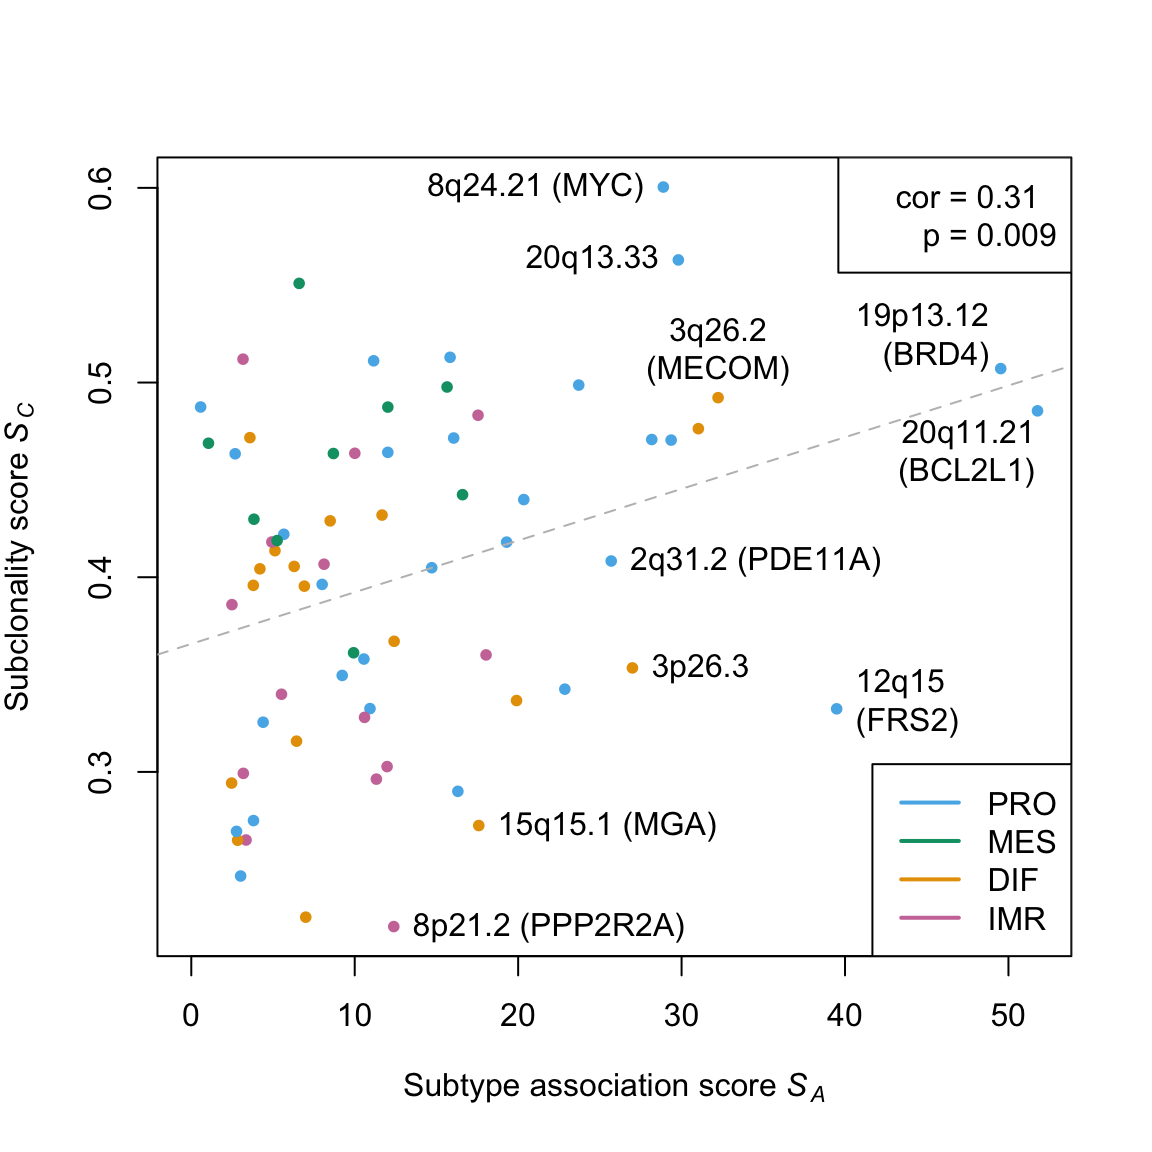 8q24.21 (MYC)
cor = 0.31
p = 0.009
20q13.33
3q26.2
(MECOM)
19p13.12
(BRD4)
20q11.21
(BCL2L1)
2q31.2 (PDE11A)
3p26.3
12q15
(FRS2)
15q15.1 (MGA)
8p21.2 (PPP2R2A)
PRO
MES
DIF
IMR
0.6
0.5
0.4
0.3
Subclonality score S_C
0 10 20 30 40 50
Subtype association score S_A